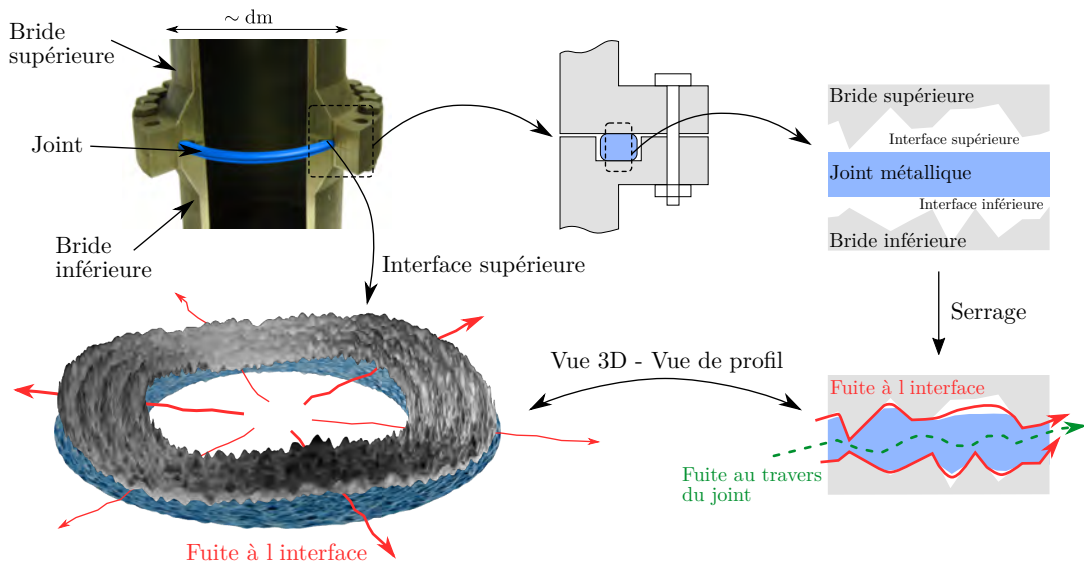 ∼ dm
Bride
supérieure
Joint
Bride
inférieure
Interface supérieure
Bride supérieure
Interface supérieure
Joint métallique
Interface inférieure
Bride inférieure
Serrage
Vue 3D - Vue de profil
Fuite à l interface
Fuite au travers
du joint
Fuite à l interface